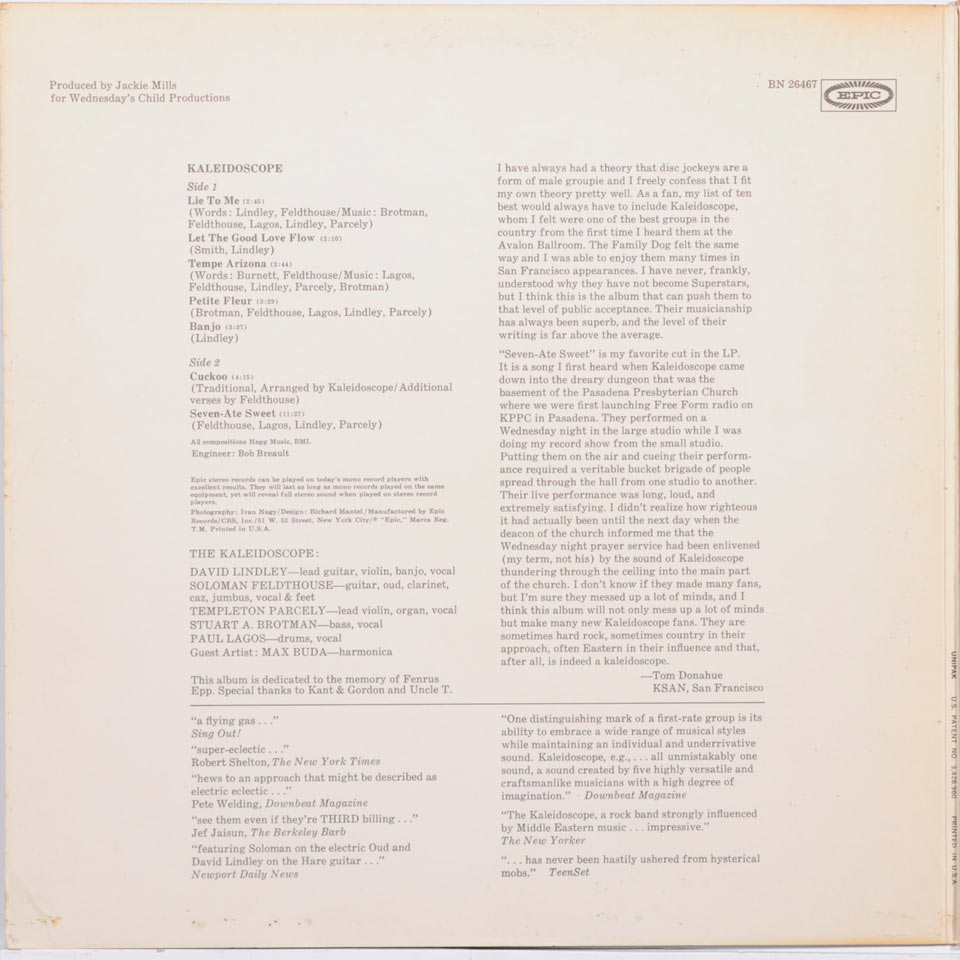 Produced by Jackie Mills
for Wednesday's Child Productions
BN 26467
EPIC
KALEIDOSCOPE
Side 1
Lie To Me (2:45)
(Words: Lindley, Feldthouse/Music: Brotman,
Feldthouse, Lagos, Lindley, Parcely)
Let The Good Love Flow (2:10)
(Smith, Lindley)
Tempe Arizona (2:44)
(Words: Burnett, Feldthouse/Music: Lagos,
Feldthouse, Lindley, Parcely, Brotman)
Petite Fleur (3:29)
(Brotman, Feldthouse, Lagos, Lindley, Parcely)
Banjo (3:37)
(Lindley)
Side 2
Cuckoo (4:15)
(Traditional, Arranged by Kaleidoscope/Additional
verses by Feldthouse)
Seven-Ate Sweet (11:37)
(Feldthouse, Lagos, Lindley, Parcely)
All compositions Hagg Music, BMI.
Engineer: Bob Breault
Epic stereo records can be played on today's mono record players with
excellent results. They will last as long as mono records played on the same
equipment, yet will reveal full stereo sound when played on stereo record
players.
Photography: Ivan Nagy/Design: Richard Mantel/Manufactured by Epic
Records/CBS, Inc./51 W. 52 Street, New York City/® "Epic," Marca Reg.
T.M. Printed in U.S.A.
THE KALEIDOSCOPE:
DAVID LINDLEY—lead guitar, violin, banjo, vocal
SOLOMAN FELDTHOUSE—guitar, oud, clarinet,
caz, jumbus, vocal & feet
TEMPLETON PARCELY—lead violin, organ, vocal
STUART A. BROTMAN—bass, vocal
PAUL LAGOS—drums, vocal
Guest Artist: MAX BUDA—harmonica
This album is dedicated to the memory of Fenrus
Epp. Special thanks to Kant & Gordon and Uncle T.
I have always had a theory that disc jockeys are a
form of male groupie and I freely confess that I fit
my own theory pretty well. As a fan, my list of ten
best would always have to include Kaleidoscope,
whom I felt were one of the best groups in the
country from the first time I heard them at the
Avalon Ballroom. The Family Dog felt the same
way and I was able to enjoy them many times in
San Francisco appearances. I have never, frankly,
understood why they have not become Superstars,
but I think this is the album that can push them to
that level of public acceptance. Their musicianship
has always been superb, and the level of their
writing is far above the average.
"Seven-Ate Sweet" is my favorite cut in the LP.
It is a song I first heard when Kaleidoscope came
down into the dreary dungeon that was the
basement of the Pasadena Presbyterian Church
where we were first launching Free Form radio on
KPPC in Pasadena. They performed on a
Wednesday night in the large studio while I was
doing my record show from the small studio.
Putting them on the air and cueing their perform-
ance required a veritable bucket brigade of people
spread through the hall from one studio to another.
Their live performance was long, loud, and
extremely satisfying. I didn't realize how righteous
it had actually been until the next day when the
deacon of the church informed me that the
Wednesday night prayer service had been enlivened
(my term, not his) by the sound of Kaleidoscope
thundering through the ceiling into the main part
of the church. I don't know if they made many fans,
but I'm sure they messed up a lot of minds, and I
think this album will not only mess up a lot of minds
but make many new Kaleidoscope fans. They are
sometimes hard rock, sometimes country in their
approach, often Eastern in their influence and that,
after all, is indeed a kaleidoscope.
—Tom Donahue
KSAN, San Francisco
"a flying gas . . ."
Sing Out!
"super-eclectic . . ."
Robert Shelton, The New York Times
"hews to an approach that might be described as
electric eclectic . . ."
Pete Welding, Downbeat Magazine
"see them even if they're THIRD billing . . ."
Jef Jaisun, The Berkeley Barb
"featuring Soloman on the electric Oud and
David Lindley on the Hare guitar . . ."
Newport Daily News
"One distinguishing mark of a first-rate group is its
ability to embrace a wide range of musical styles
while maintaining an individual and underrivative
sound. Kaleidoscope, e.g., . . . all unmistakably one
sound, a sound created by five highly versatile and
craftsmanlike musicians with a high degree of
imagination." Downbeat Magazine
"The Kaleidoscope, a rock band strongly influenced
by Middle Eastern music . . . impressive."
The New Yorker
". . . has never been hastily ushered from hysterical
mobs." TeenSet
UNIPAK U.S. PATENT NO. 3,426,960 PRINTED IN U.S.A.